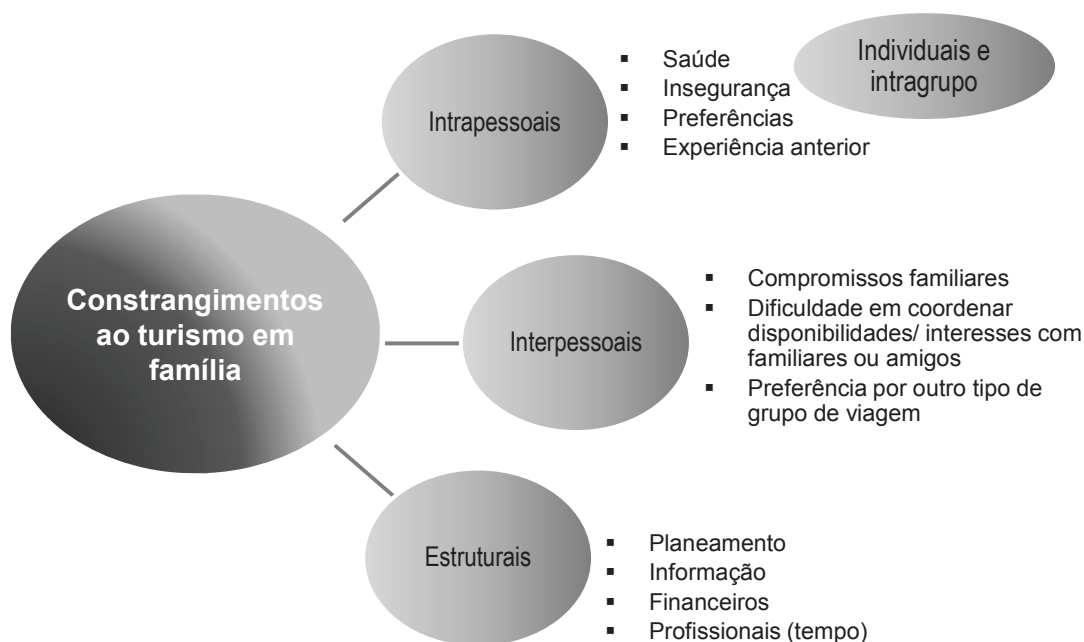 Intrapessoais
▪ Saúde
▪ Insegurança
▪ Preferências
▪ Experiência anterior
Individuais e
intragrupo
Constrangimentos
ao turismo em
família
Interpessoais
▪ Compromissos familiares
▪ Dificuldade em coordenar
disponibilidades/ interesses com
familiares ou amigos
▪ Preferência por outro tipo de
grupo de viagem
Estruturais
▪ Planeamento
▪ Informação
▪ Financeiros
▪ Profissionais (tempo)